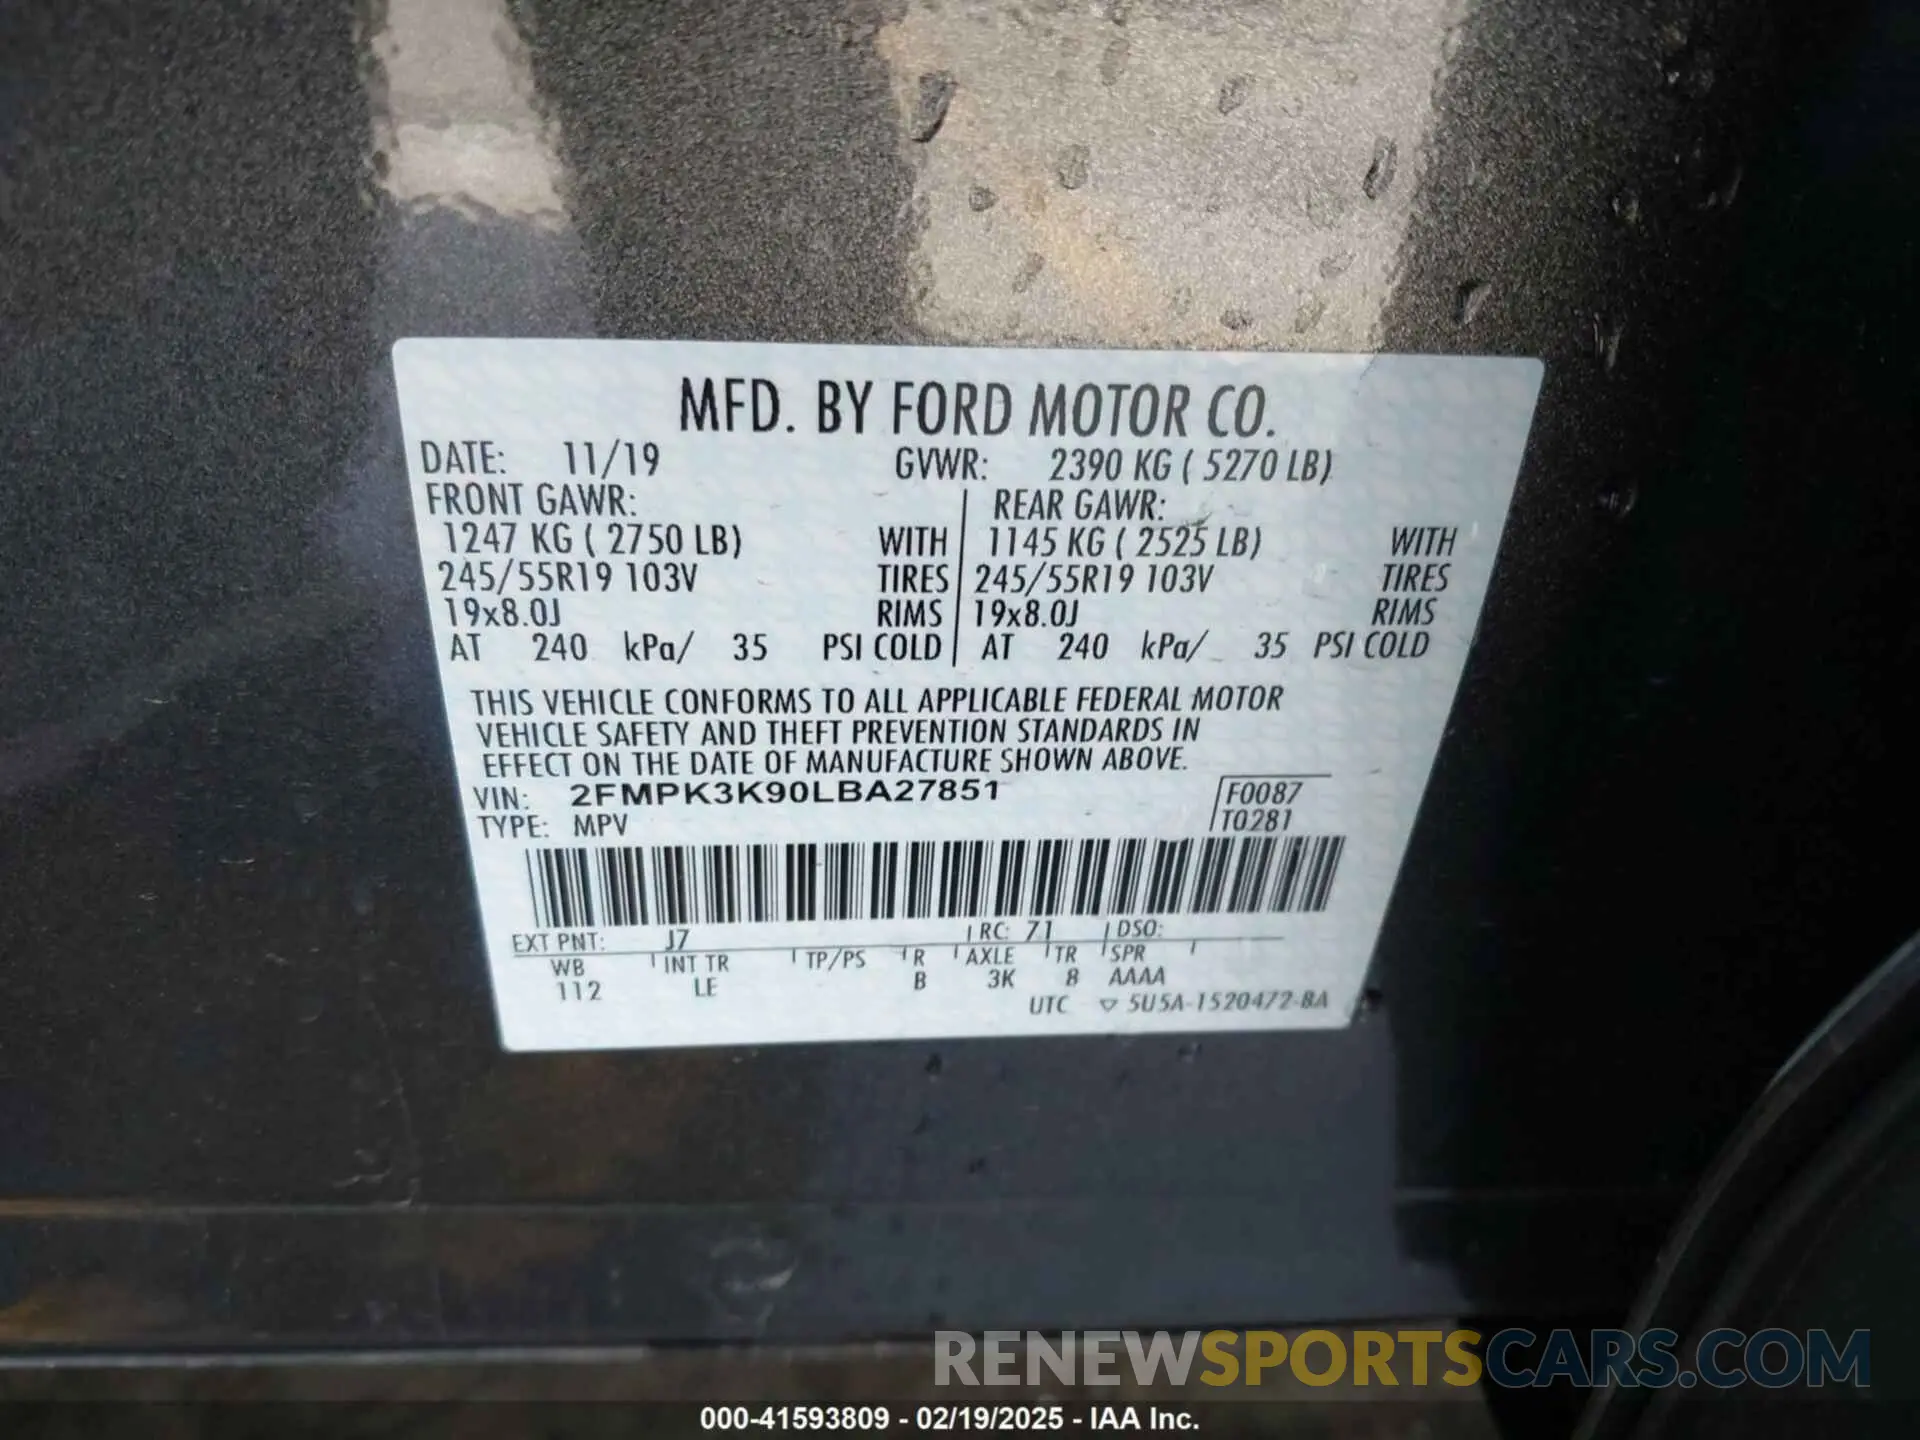 MFD. BY FORD MOTOR CO.
DATE: 11/19 GVWR: 2390 KG ( 5270 LB)
FRONT GAWR: REAR GAWR:
1247 KG ( 2750 LB) WITH 1145 KG ( 2525 LB) WITH
245/55R19 103V TIRES 245/55R19 103V TIRES
19x8.0J RIMS 19x8.0J RIMS
AT 240 kPa/ 35 PSI COLD AT 240 kPa/ 35 PSI COLD
THIS VEHICLE CONFORMS TO ALL APPLICABLE FEDERAL MOTOR
VEHICLE SAFETY AND THEFT PREVENTION STANDARDS IN
EFFECT ON THE DATE OF MANUFACTURE SHOWN ABOVE.
VIN: 2FMPK3K90LBA27851 F0087
TYPE: MPV T0281
EXT PNT: J7 RC: 71 DSO:
WB INT TR TP/PS R AXLE TR SPR
112 LE B 3K 8 AAAA
UTC ▽ 5U5A-1520472-BA
RENEWSPORTSCARS.COM
000-41593809 - 02/19/2025 - IAA Inc.